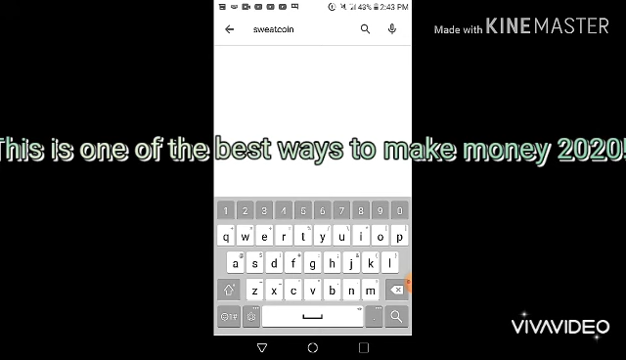 43% 2:43 PM
sweatcoin
Made with KINEMASTER
This is one of the best ways to make money 2020!
1 2 3 4 5 6 7 8 9 0
q w e r t y u i o p
a s d f g h j k l
z x c v b n m
!#
.
VIVAVIDEO